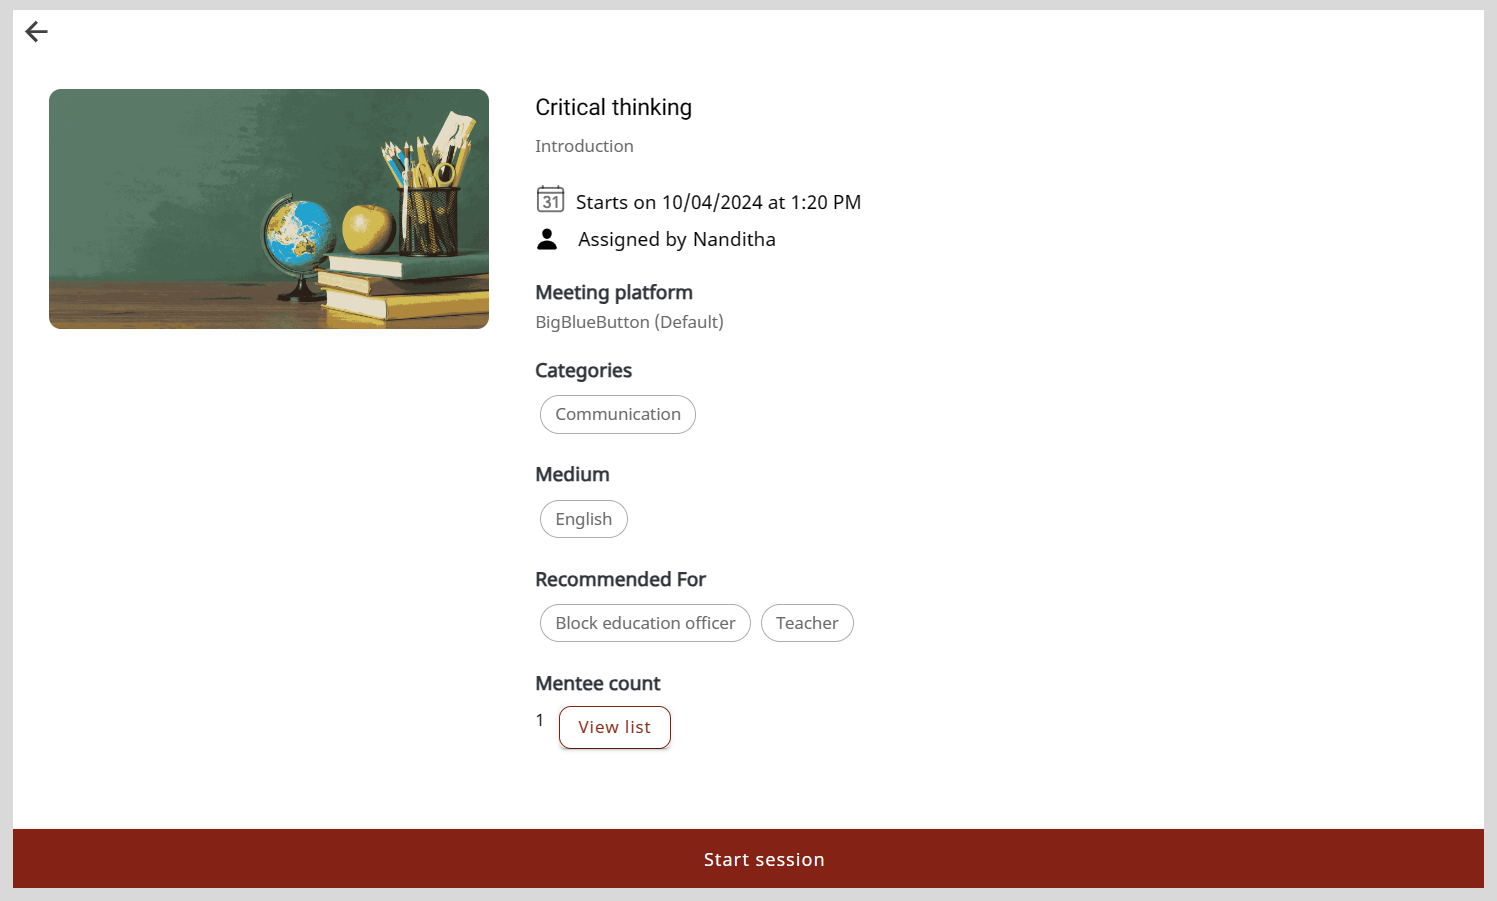 Critical thinking
Introduction
31 Starts on 10/04/2024 at 1:20 PM
Assigned by Nanditha
Meeting platform
BigBlueButton (Default)
Categories
Communication
Medium
English
Recommended For
Block education officer Teacher
Mentee count
1 View list
Start session